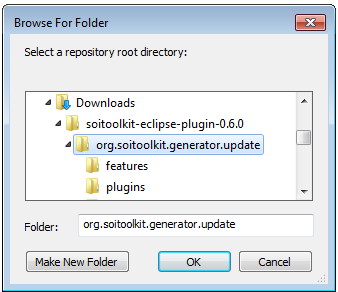 Browse For Folder
Select a repository root directory:
Downloads
soitoolkit-eclipse-plugin-0.6.0
org.soitoolkit.generator.update
features
plugins
Folder: org.soitoolkit.generator.update
Make New Folder OK Cancel